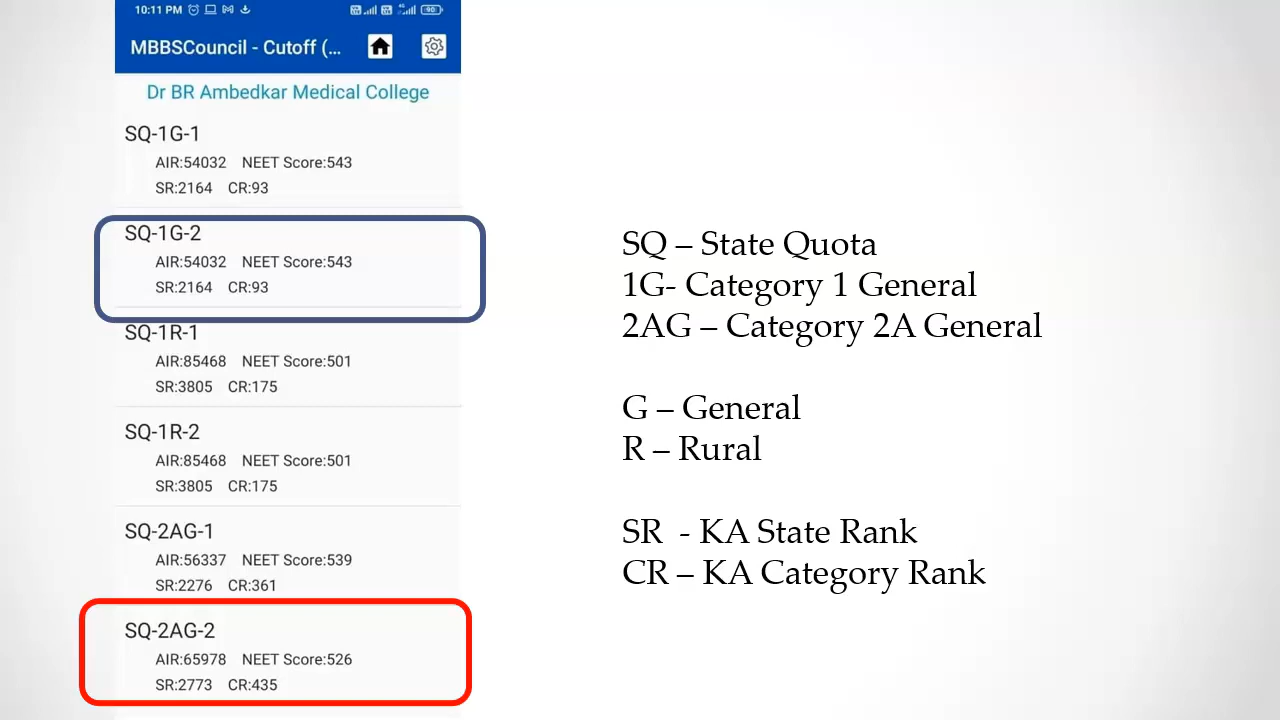 10:11 PM
90
MBBSCouncil - Cutoff (...
Dr BR Ambedkar Medical College
SQ-1G-1
AIR:54032 NEET Score:543
SR:2164 CR:93
SQ-1G-2
AIR:54032 NEET Score:543
SR:2164 CR:93
SQ-1R-1
AIR:85468 NEET Score:501
SR:3805 CR:175
SQ-1R-2
AIR:85468 NEET Score:501
SR:3805 CR:175
SQ-2AG-1
AIR:56337 NEET Score:539
SR:2276 CR:361
SQ-2AG-2
AIR:65978 NEET Score:526
SR:2773 CR:435
SQ – State Quota
1G- Category 1 General
2AG – Category 2A General
G – General
R – Rural
SR - KA State Rank
CR – KA Category Rank